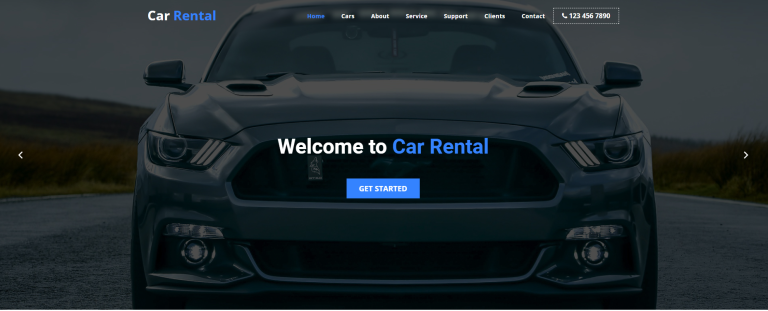 Car Rental
Home Cars About Service Support Clients Contact 123 456 7890
Welcome to Car Rental
GET STARTED